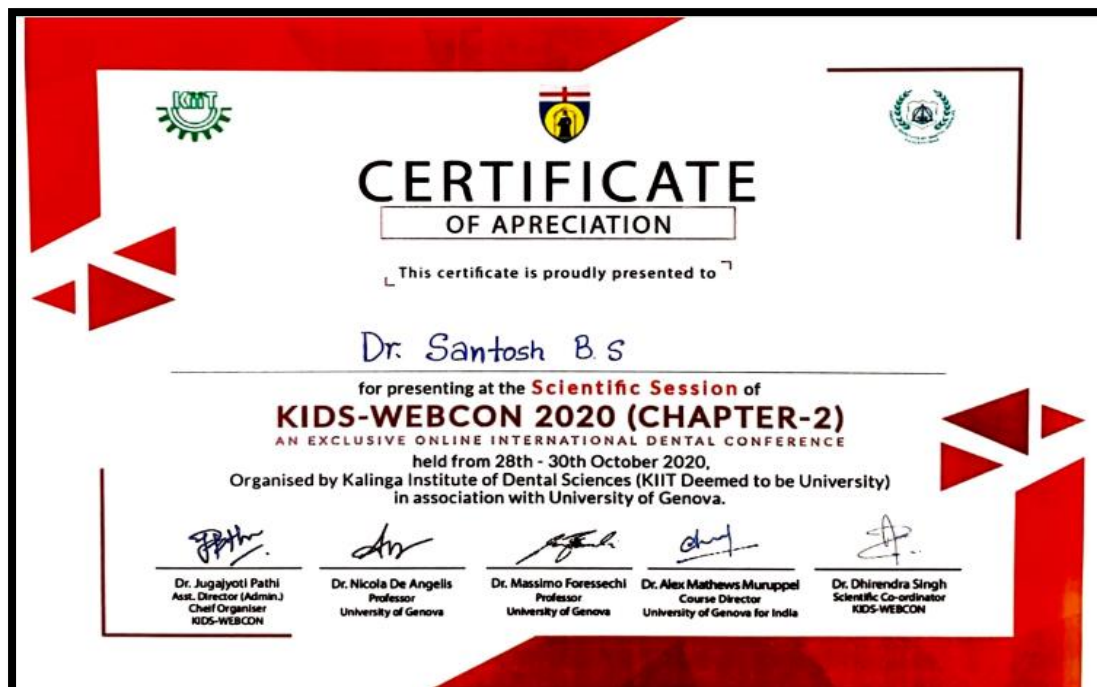 KiiT
CERTIFICATE
OF APRECIATION
This certificate is proudly presented to
Dr. Santosh B.S
for presenting at the Scientific Session of
KIDS-WEBCON 2020 (CHAPTER-2)
AN EXCLUSIVE ONLINE INTERNATIONAL DENTAL CONFERENCE
held from 28th - 30th October 2020,
Organised by Kalinga Institute of Dental Sciences (KIIT Deemed to be University)
in association with University of Genova.
Dr. Jugajyoti Pathi
Asst. Director (Admin.)
Cheif Organiser
KIDS-WEBCON
Dr. Nicola De Angelis
Professor
University of Genova
Dr. Massimo Foressechi
Professor
University of Genova
Dr. Alex Mathews Muruppel
Course Director
University of Genova for India
Dr. Dhirendra Singh
Scientific Co-ordinator
KIDS-WEBCON